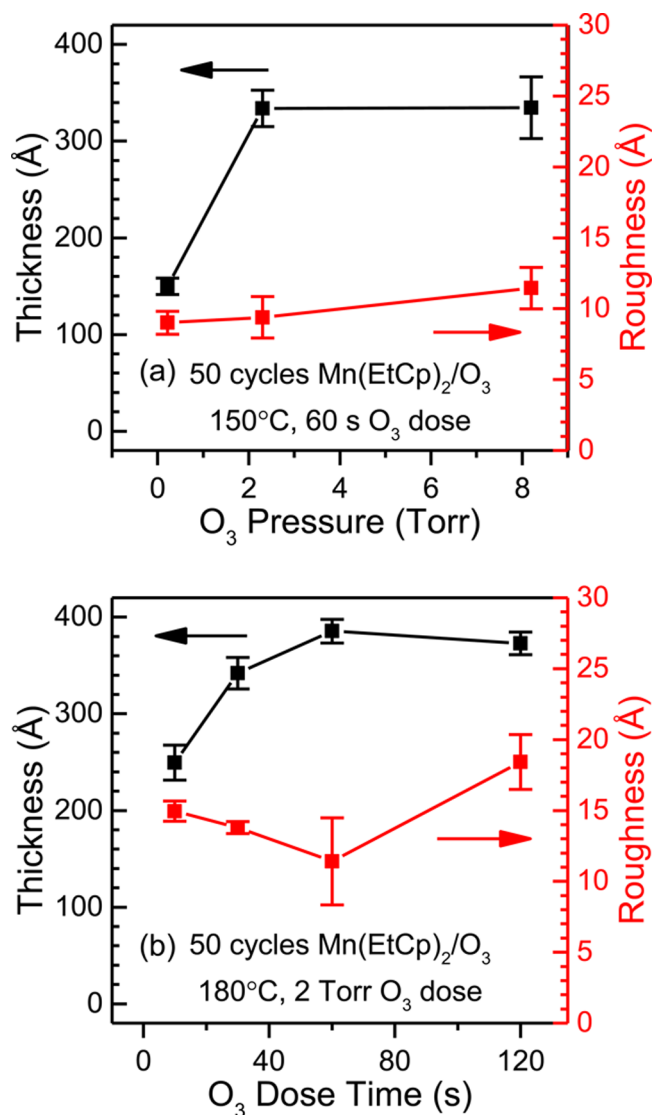 400
300
200
100
0
Thickness (Å)
30
25
20
15
10
5
0
Roughness (Å)
(a) 50 cycles Mn(EtCp)₂/O₃
150°C, 60 s O₃ dose
0 2 4 6 8
O₃ Pressure (Torr)
400
300
200
100
0
Thickness (Å)
30
25
20
15
10
5
0
Roughness (Å)
(b) 50 cycles Mn(EtCp)₂/O₃
180°C, 2 Torr O₃ dose
0 40 80 120
O₃ Dose Time (s)